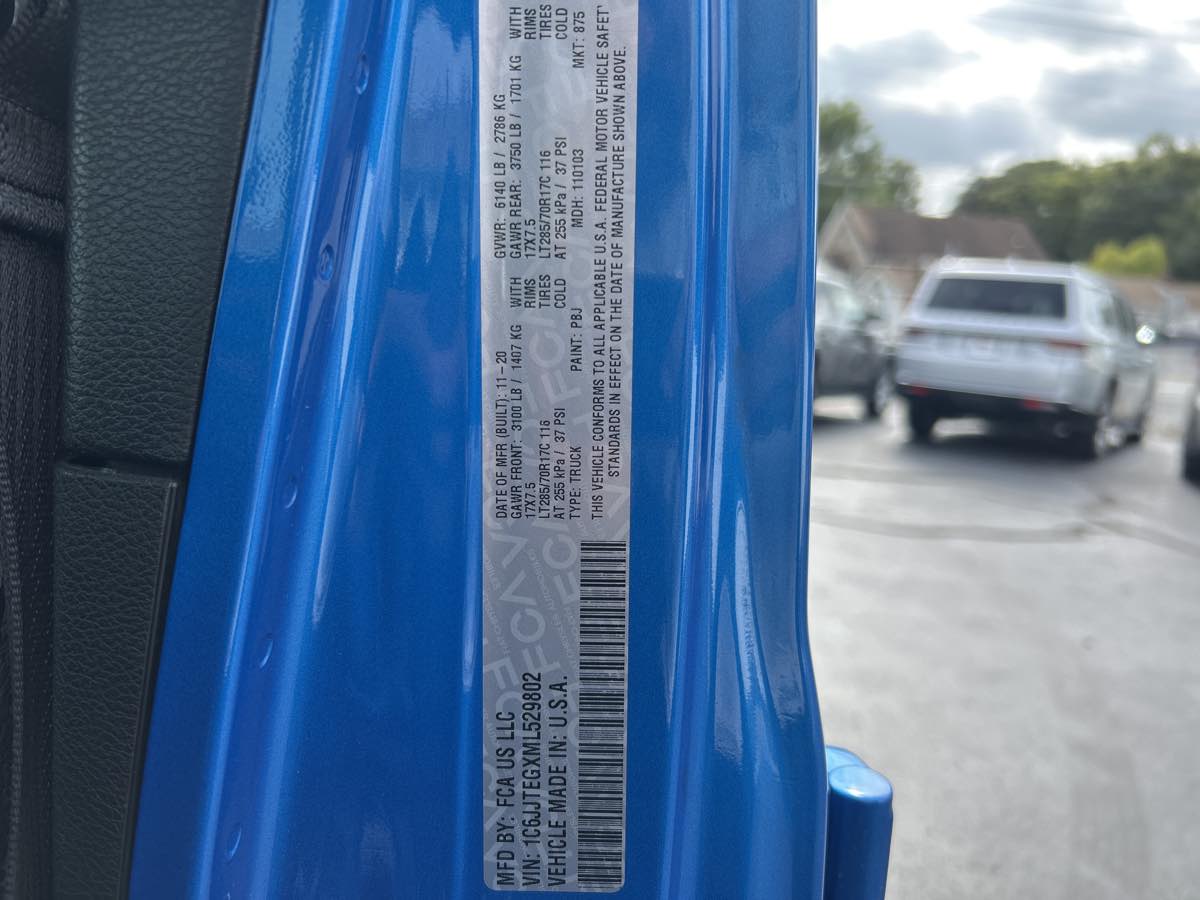 MFD BY: FCA US LLC
VIN: 1C6JJTEGXML529802
VEHICLE MADE IN: U.S.A.
DATE OF MFR (BUILT): 11-20 GVWR: 6140 LB / 2786 KG
GAWR FRONT: 3100 LB / 1407 KG WITH GAWR REAR: 3750 LB / 1701 KG WITH
17X7.5 RIMS 17X7.5 RIMS
LT285/70R17C 116 TIRES LT285/70R17C 116 TIRES
AT 255 kPa / 37 PSI COLD AT 255 kPa / 37 PSI COLD
TYPE: TRUCK PAINT: PBJ MDH: 110103 MKT: 875
THIS VEHICLE CONFORMS TO ALL APPLICABLE U.S.A. FEDERAL MOTOR VEHICLE SAFETY
STANDARDS IN EFFECT ON THE DATE OF MANUFACTURE SHOWN ABOVE.